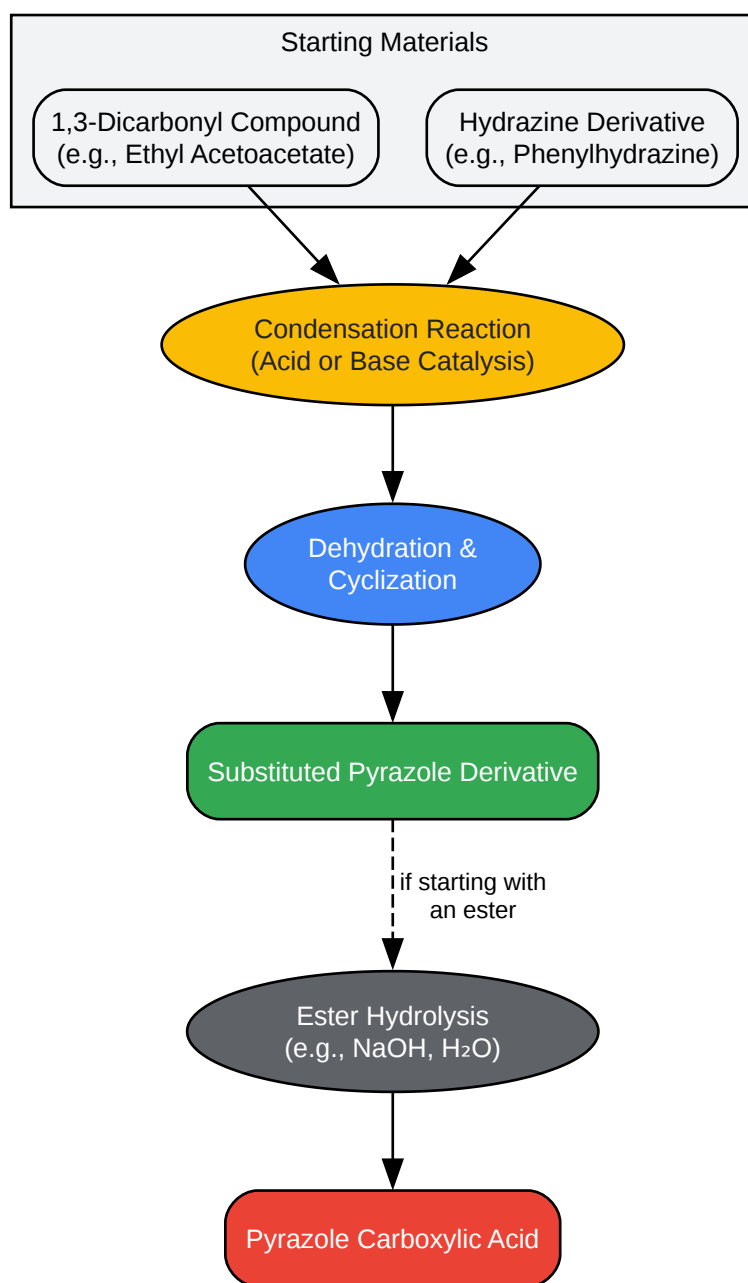 Starting Materials
1,3-Dicarbonyl Compound
(e.g., Ethyl Acetoacetate)
Hydrazine Derivative
(e.g., Phenylhydrazine)
Condensation Reaction
(Acid or Base Catalysis)
Dehydration &
Cyclization
Substituted Pyrazole Derivative
if starting with
an ester
Ester Hydrolysis
(e.g., NaOH, H₂O)
Pyrazole Carboxylic Acid